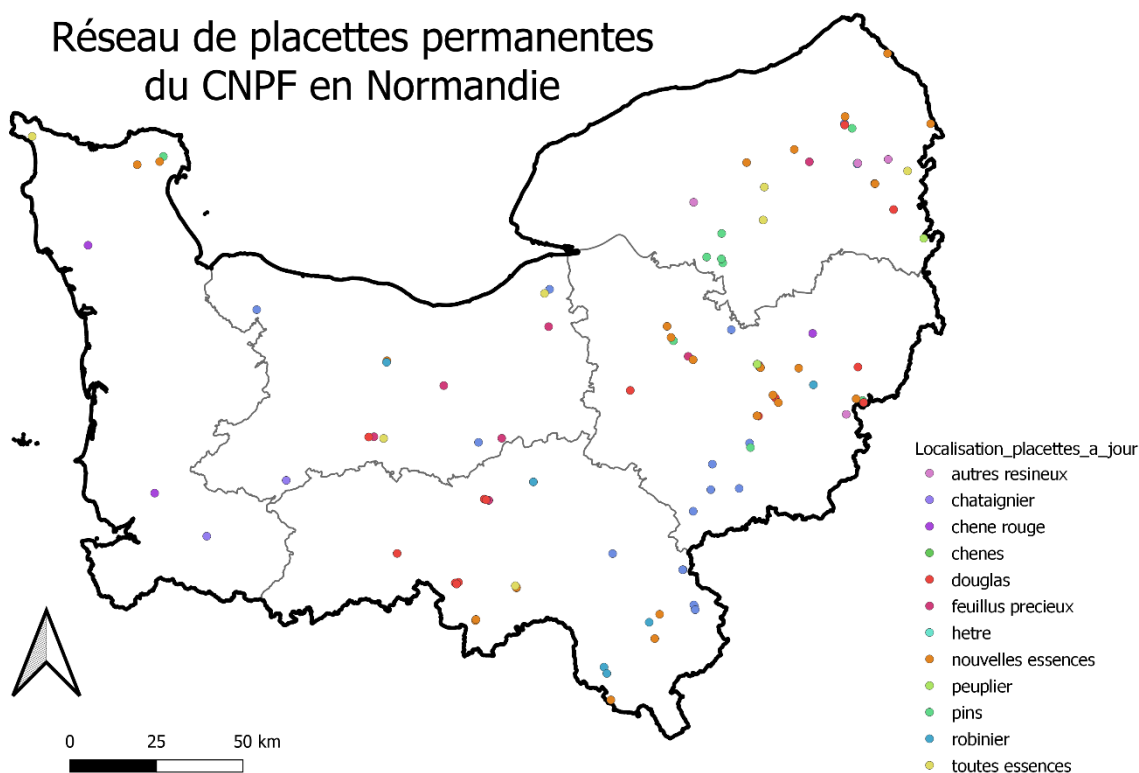 Réseau de placettes permanentes
du CNPF en Normandie
Localisation_placettes_a_jour
autres resineux
chataignier
chene rouge
chenes
douglas
feuillus precieux
hetre
nouvelles essences
peuplier
pins
robinier
toutes essences
0 25 50 km